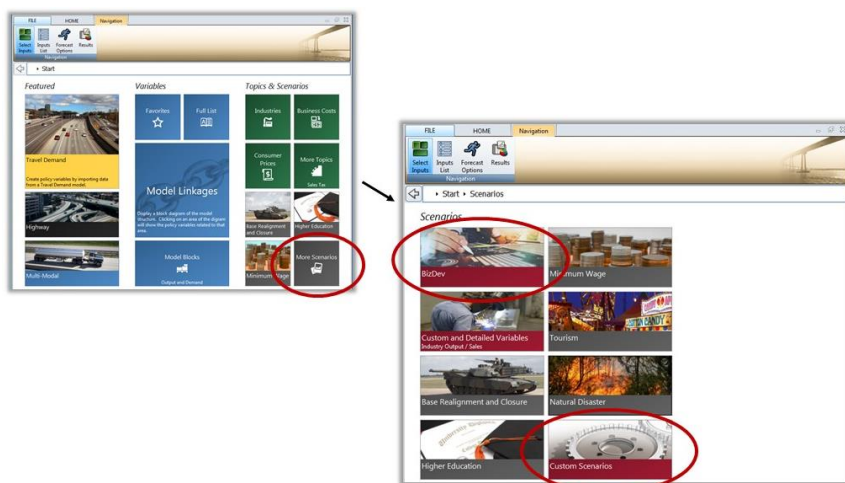 FILE HOME Navigation
Select Inputs Forecast Results
Inputs List Options
Navigation
Start
Featured Variables Topics & Scenarios
Travel Demand
Create policy variables by importing data
from a Travel Demand model.
Highway
Multi-Modal
Favorites Full List
Model Linkages
Display a block diagram of the model
structure. Clicking on an area of the digram
will show the policy variables related to that
area.
Model Blocks
Output and Demand
Industries Business Costs
Consumer
Prices
More Topics
Sales Tax
Base Realignment
and Closure
Higher Education
Minimum Wage
More Scenarios
FILE HOME Navigation
Select Inputs Forecast Results
Inputs List Options
Navigation
Start Scenarios
Scenarios
BizDev Minimum Wage
Custom and Detailed Variables
Industry Output / Sales
Tourism
COTTON CANDY
Base Realignment and Closure Natural Disaster
Higher Education Custom Scenarios